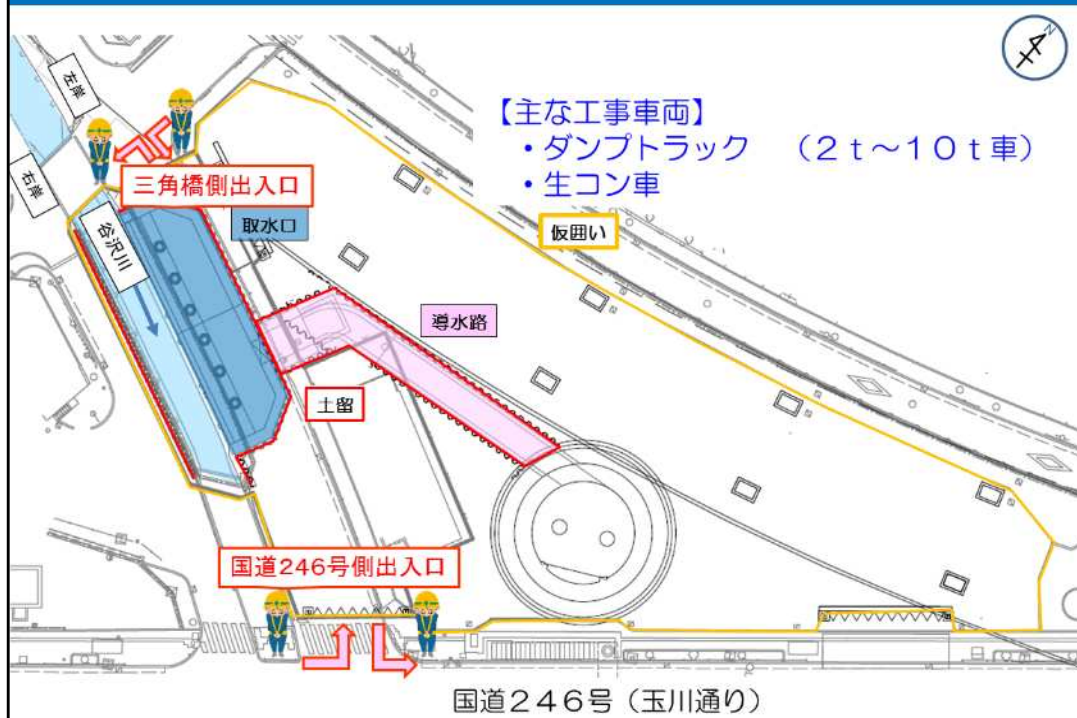 N
【主な工事車両】
・ダンプトラック　（２ｔ～１０ｔ車）
・生コン車
左岸
右岸
三角橋側出入口
取水口
仮囲い
谷沢川
導水路
土留
国道246号側出入口
国道２４６号（玉川通り）